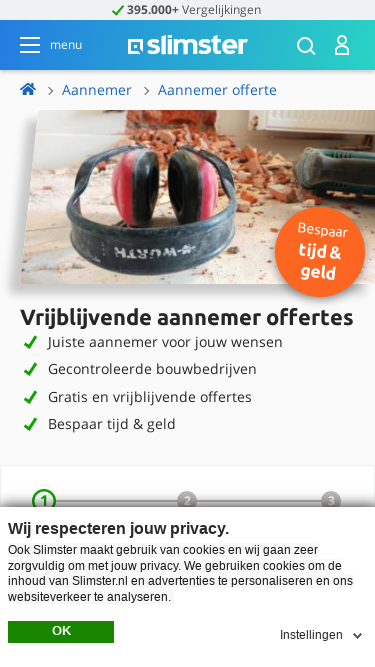 395.000+ Vergelijkingen
menu
slimster
Aannemer
Aannemer offerte
WÜRTH
Bespaar
tijd &
geld
Vrijblijvende aannemer offertes
Juiste aannemer voor jouw wensen
Gecontroleerde bouwbedrijven
Gratis en vrijblijvende offertes
Bespaar tijd & geld
1 2 3
Wij respecteren jouw privacy.
Ook Slimster maakt gebruik van cookies en wij gaan zeer
zorgvuldig om met jouw privacy. We gebruiken cookies om de
inhoud van Slimster.nl en advertenties te personaliseren en ons
websiteverkeer te analyseren.
OK
Instellingen